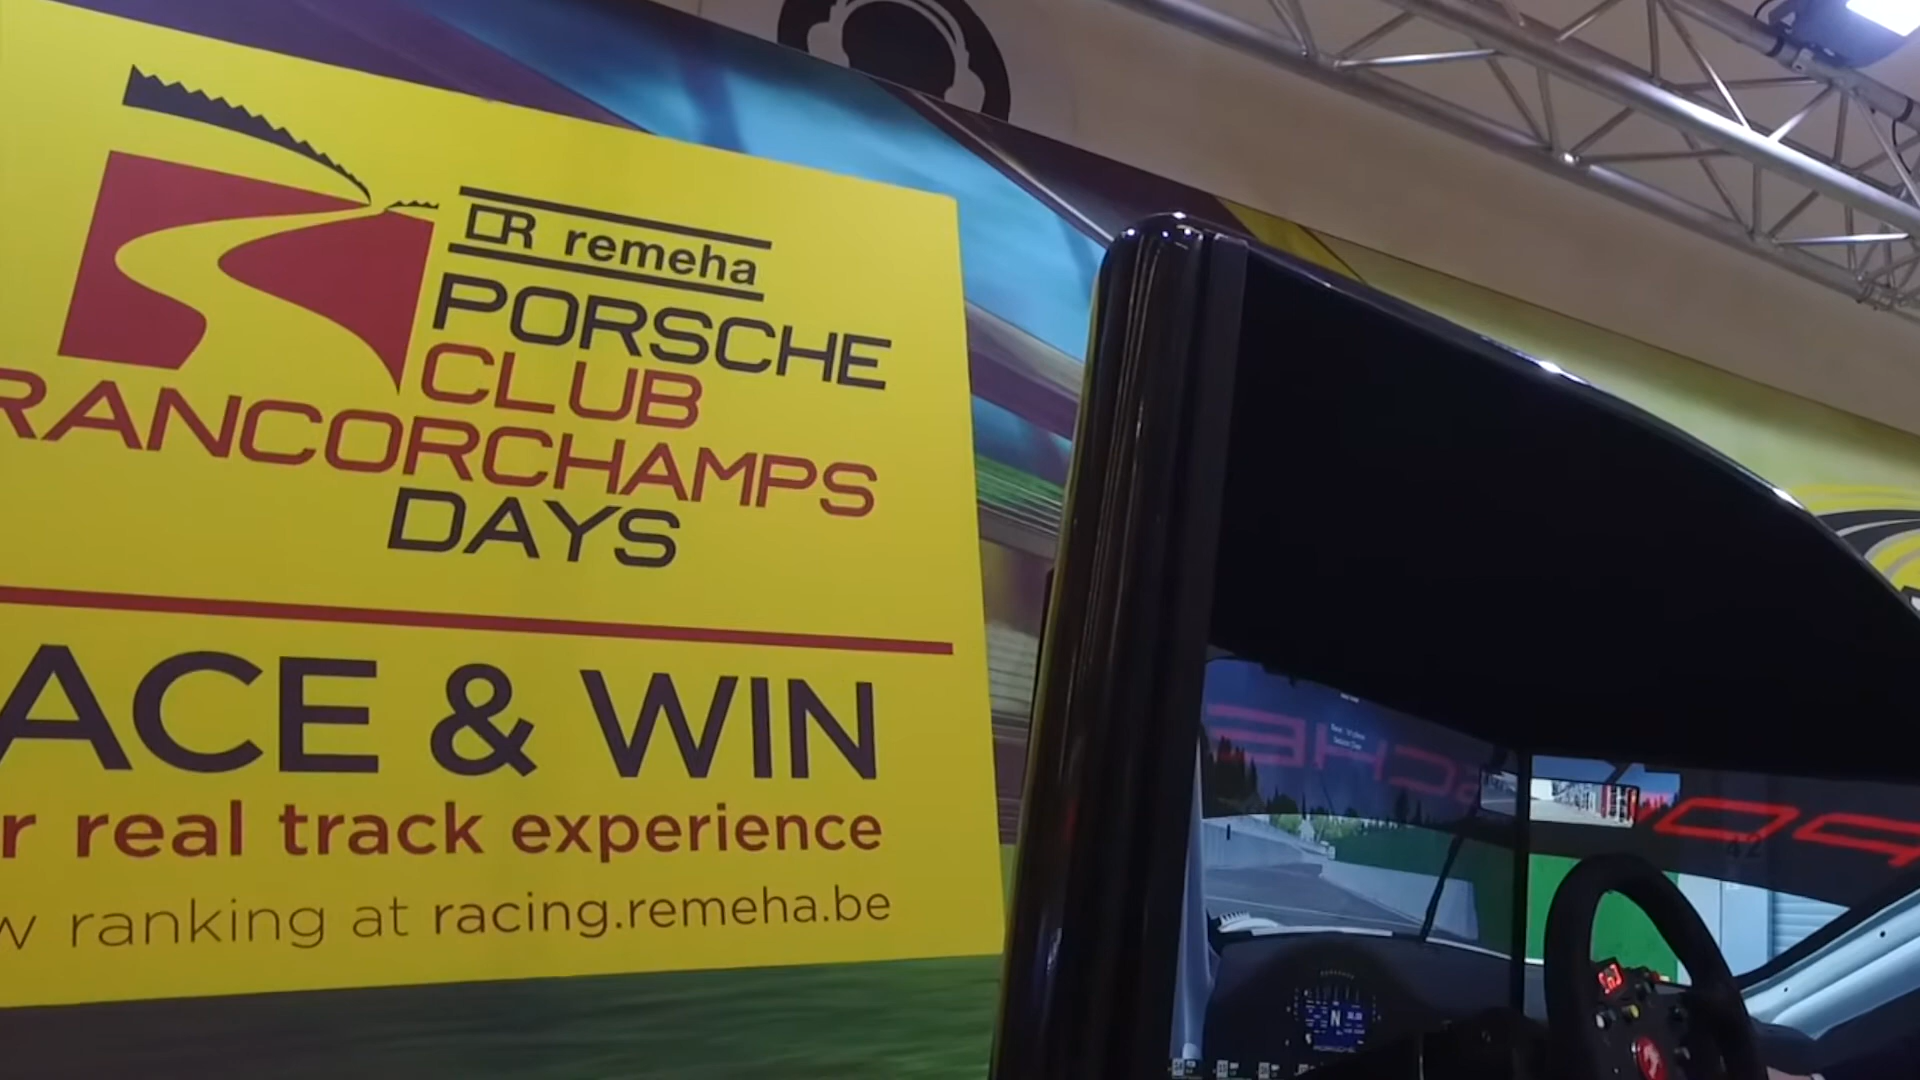 remeha
PORSCHE
CLUB
RANCORCHAMPS
DAYS
ACE & WIN
r real track experience
w ranking at racing.remeha.be
N